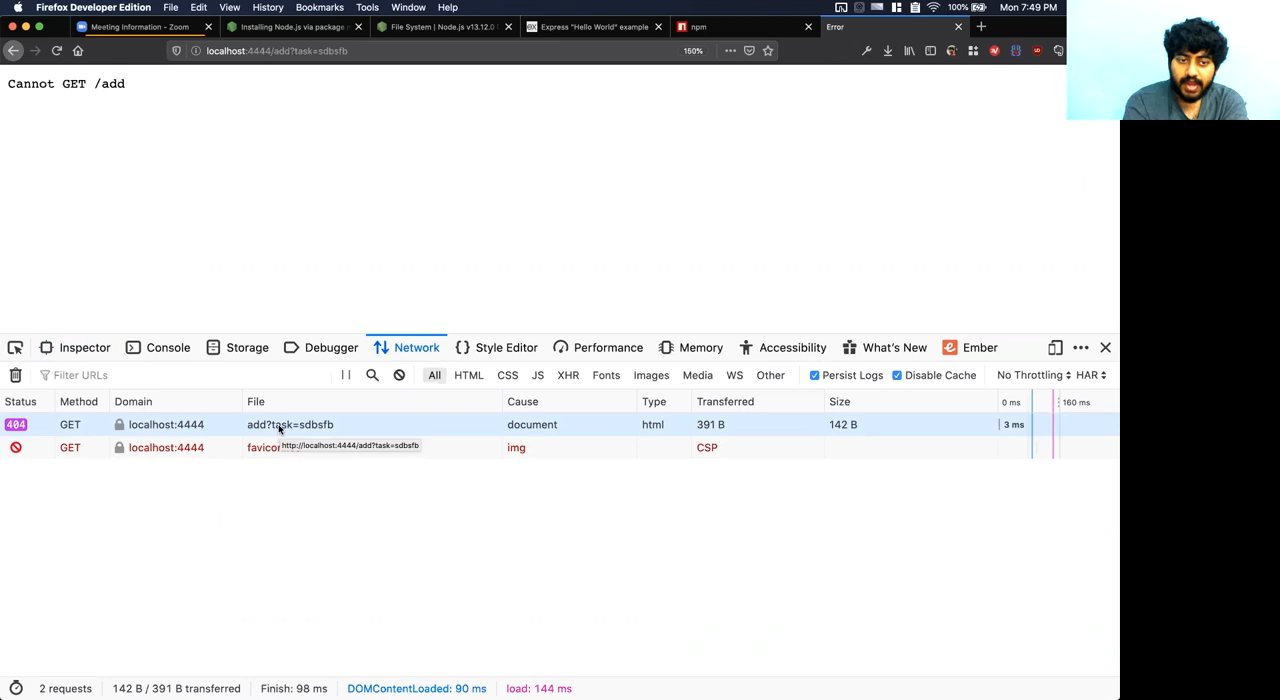 Firefox Developer Edition File Edit View History Bookmarks Tools Window Help 100% Mon 7:49 PM
Meeting Information - Zoom Installing Node.js via package File System | Node.js v13.12.0 Express "Hello World" example npm Error
localhost:4444/add?task=sdbsfb 150%
Cannot GET /add
Inspector Console Storage Debugger Network Style Editor Performance Memory Accessibility What's New Ember
Filter URLs All HTML CSS JS XHR Fonts Images Media WS Other Persist Logs Disable Cache No Throttling HAR
Status Method Domain File Cause Type Transferred Size 0 ms 160 ms
404 GET localhost:4444 add?task=sdbsfb document html 391 B 142 B 3 ms
http://localhost:4444/add?task=sdbsfb
GET localhost:4444 favico img CSP
2 requests 142 B / 391 B transferred Finish: 98 ms DOMContentLoaded: 90 ms load: 144 ms